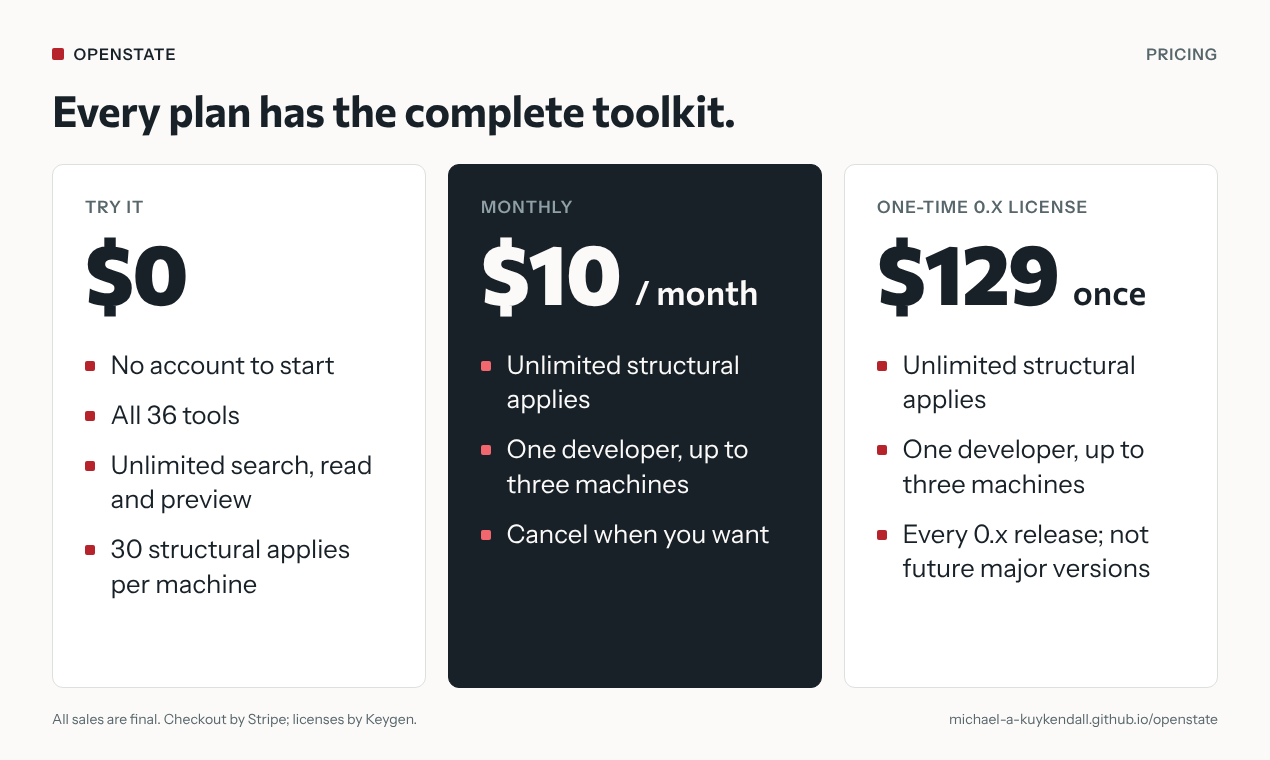 OPENSTATE
PRICING
Every plan has the complete toolkit.
TRY IT
$0
No account to start
All 36 tools
Unlimited search, read
and preview
30 structural applies
per machine
MONTHLY
$10 / month
Unlimited structural
applies
One developer, up to
three machines
Cancel when you want
ONE-TIME 0.X LICENSE
$129 once
Unlimited structural
applies
One developer, up to
three machines
Every 0.x release; not
future major versions
All sales are final. Checkout by Stripe; licenses by Keygen.
michael-a-kuykendall.github.io/openstate